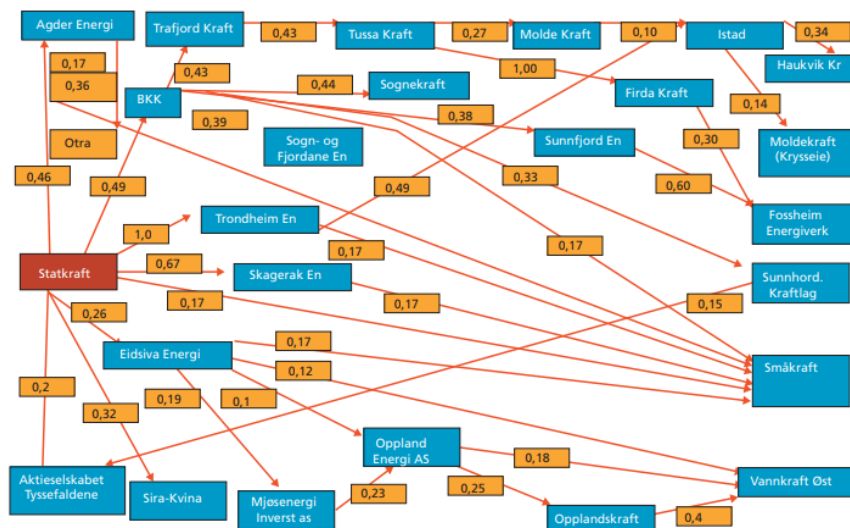 Agder Energi
Trafjord Kraft
0,43
Tussa Kraft
0,27
Molde Kraft
0,10
Istad
0,34
Haukvik Kr
0,17
0,36
BKK
0,43
0,44
Sognekraft
1,00
Firda Kraft
0,14
Otra
0,39
0,38
Sogn- og
Fjordane En
Sunnfjord En
0,30
Moldekraft
(Krysseie)
0,46
0,49
0,49
0,33
0,60
Trondheim En
Fossheim
Energiverk
1,0
0,17
0,17
Statkraft
0,67
Skagerak En
Sunnhord.
Kraftlag
0,17
0,17
0,15
0,26
Eidsiva Energi
0,17
0,12
Småkraft
0,2
0,32
0,19
0,1
Oppland
Energi AS
0,18
Aktieselskabet
Tyssefaldene
Sira-Kvina
Mjøsenergi
Inverst as
0,23
0,25
Vannkraft Øst
Opplandskraft
0,4